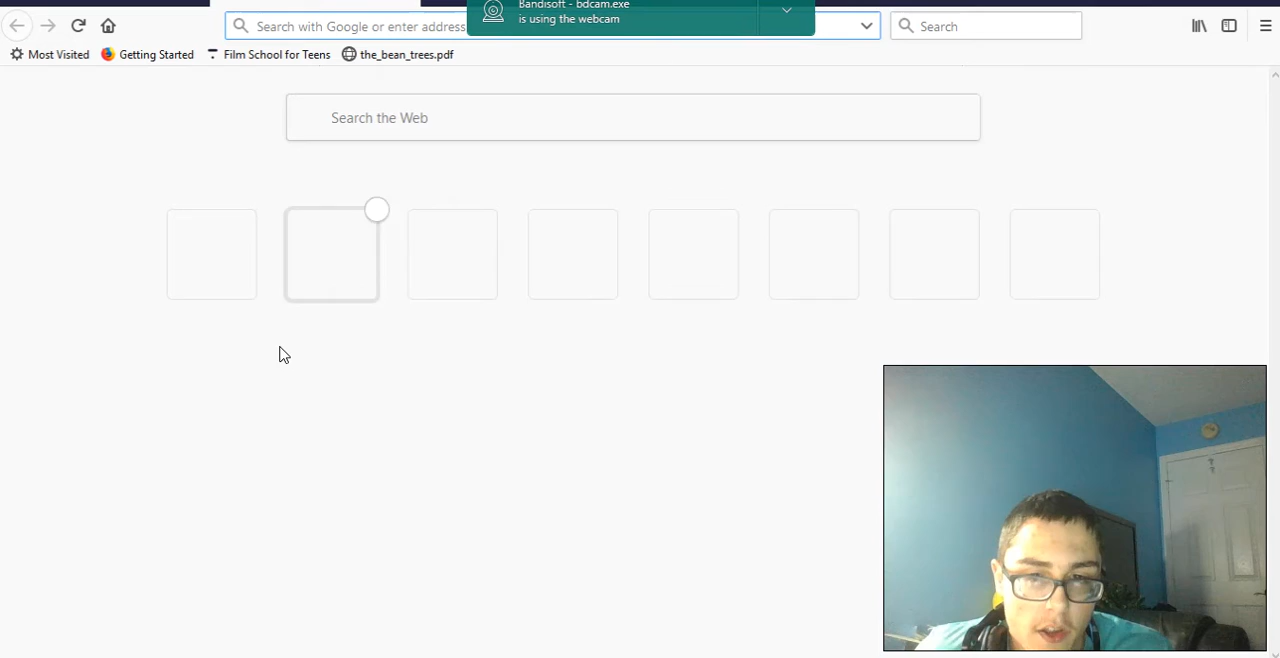 Bandisoft - bdcam.exe
is using the webcam
Search with Google or enter address
Search
Most Visited
Getting Started
Film School for Teens
the_bean_trees.pdf
Search the Web